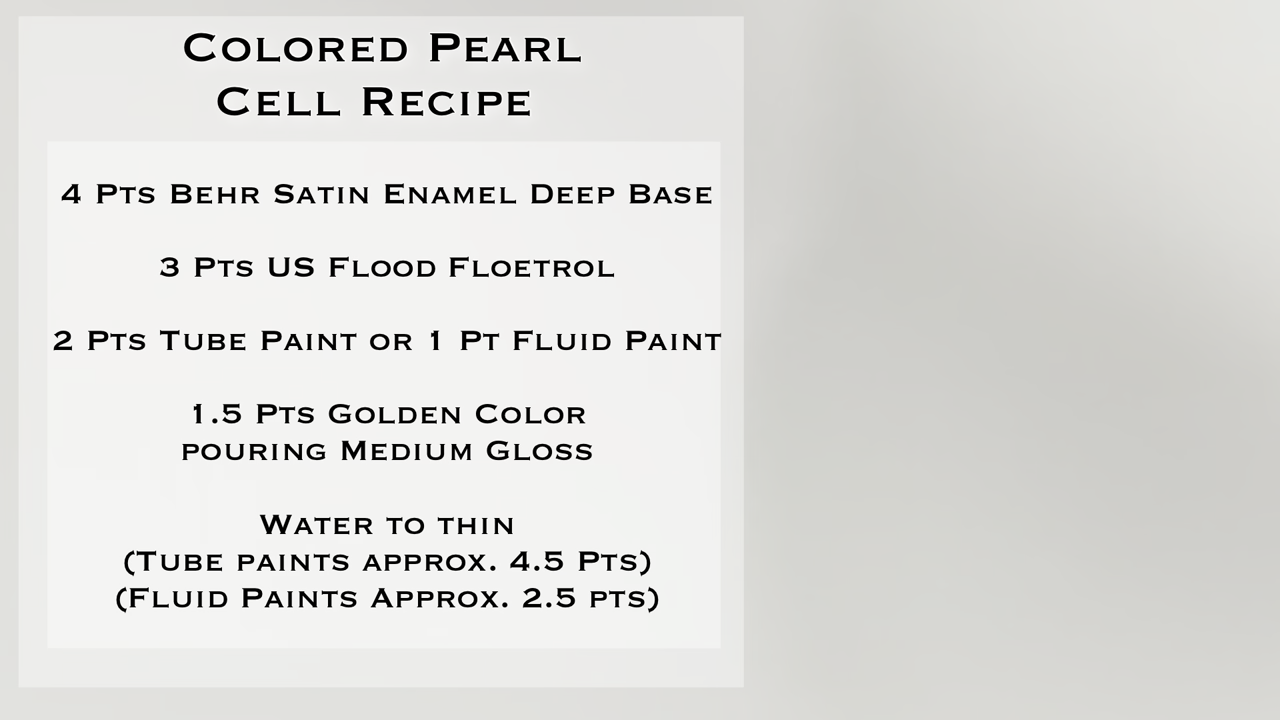 Colored Pearl
Cell Recipe
4 Pts Behr Satin Enamel Deep Base
3 Pts US Flood Floetrol
2 Pts Tube Paint or 1 Pt Fluid Paint
1.5 Pts Golden Color
pouring Medium Gloss
Water to thin
(Tube paints approx. 4.5 Pts)
(Fluid Paints Approx. 2.5 pts)